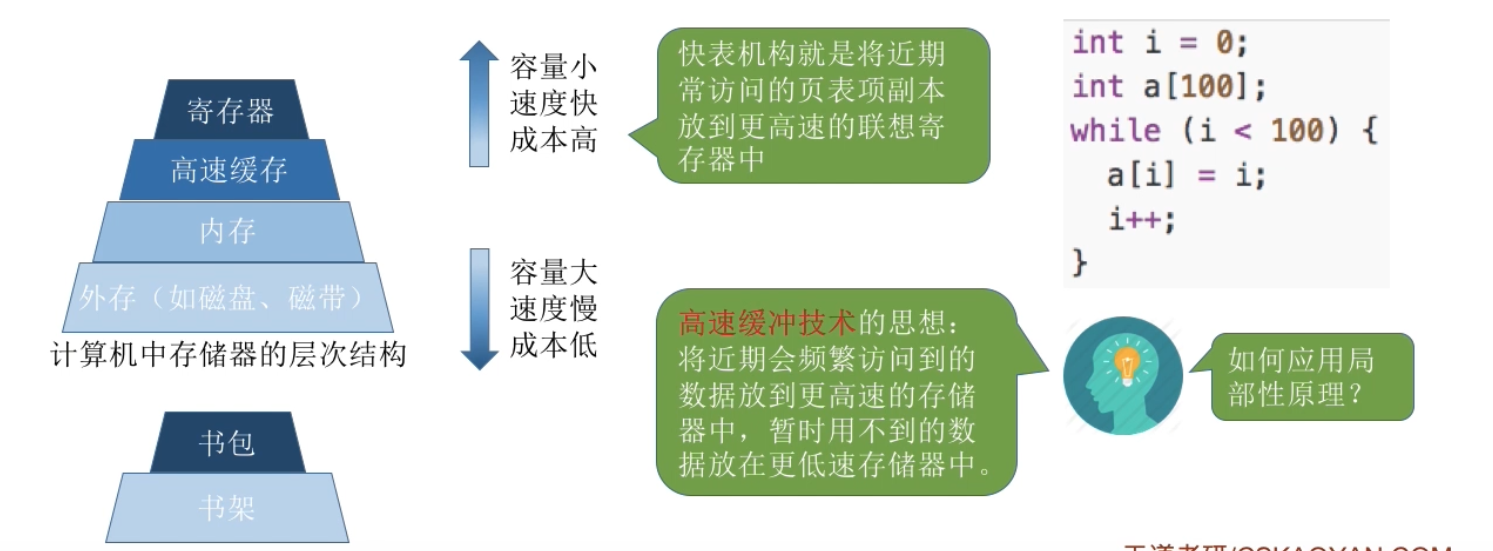 寄存器
高速缓存
内存
外存（如磁盘、磁带）
计算机中存储器的层次结构
书包
书架
容量小
速度快
成本高
容量大
速度慢
成本低
快表机构就是将近期
常访问的页表项副本
放到更高速的联想寄
存器中
高速缓冲技术的思想：
将近期会频繁访问到的
数据放到更高速的存储
器中，暂时用不到的数
据放在更低速存储器中。
int i = 0;
int a[100];
while (i < 100) {
  a[i] = i;
  i++;
}
如何应用局
部性原理？